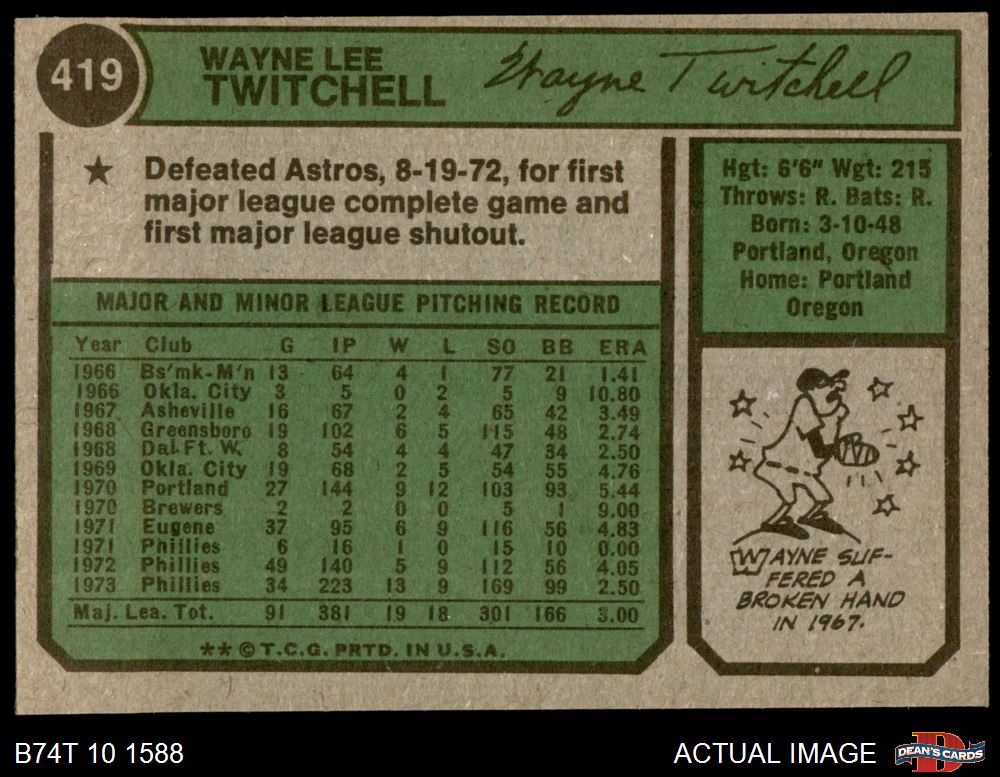 419
WAYNE LEE
TWITCHELL
Wayne Twitchell
★ Defeated Astros, 8-19-72, for first
major league complete game and
first major league shutout.
Hgt: 6'6" Wgt: 215
Throws: R. Bats: R.
Born: 3-10-48
Portland, Oregon
Home: Portland
Oregon
MAJOR AND MINOR LEAGUE PITCHING RECORD
Year Club G IP W L SO BB ERA
1966 Bs'mk-M'n 13 64 4 1 77 21 1.41
1966 Okla. City 3 5 0 2 5 9 10.80
1967 Asheville 16 67 2 4 65 42 3.49
1968 Greensboro 19 102 6 5 115 48 2.74
1968 Dal-Ft. W. 8 54 4 4 47 34 2.50
1969 Okla. City 19 68 2 5 54 55 4.76
1970 Portland 27 144 9 12 103 93 5.44
1970 Brewers 2 2 0 0 5 1 9.00
1971 Eugene 37 95 6 9 116 56 4.83
1971 Phillies 6 16 1 0 15 10 0.00
1972 Phillies 49 140 5 9 112 56 4.05
1973 Phillies 34 223 13 9 169 99 2.50
Maj. Lea. Tot. 91 381 19 18 301 166 3.00
**©T.C.G. PRTD. IN U.S.A.
WAYNE SUF-
FERED A
BROKEN HAND
IN 1967.
B74T 10 1588
ACTUAL IMAGE
D
DEAN'S CARDS